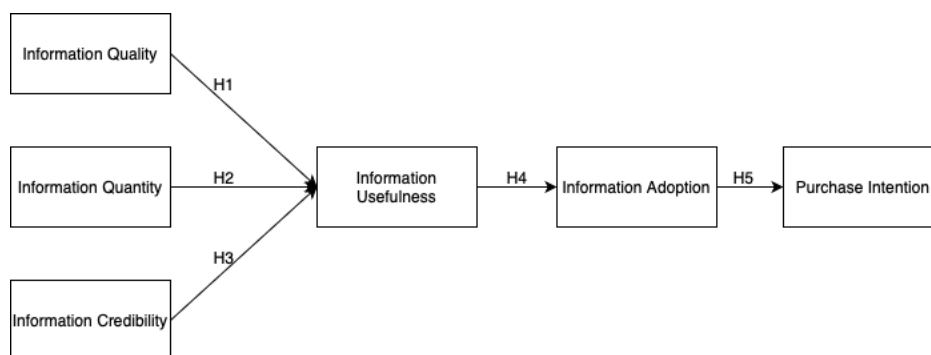 Information Quality
H1
Information Quantity
H2
Information
Usefulness
H4
Information Adoption
H5
Purchase Intention
H3
Information Credibility